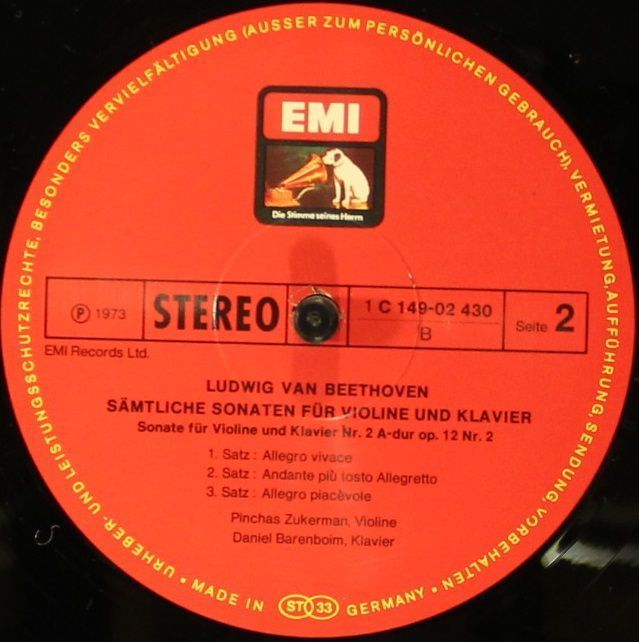 URHEBER- UND LEISTUNGSSCHUTZRECHTE, BESONDERS VERVIELFÄLTIGUNG (AUSSER ZUM PERSÖNLICHEN GEBRAUCH), VERMIETUNG, AUFFÜHRUNG, SENDUNG, VORBEHALTEN
EMI
Die Stimme seines Herrn
Ⓟ 1973
STEREO
1 C 149-02 430
B
Seite 2
EMI Records Ltd.
LUDWIG VAN BEETHOVEN
SÄMTLICHE SONATEN FÜR VIOLINE UND KLAVIER
Sonate für Violine und Klavier Nr. 2 A-dur op. 12 Nr. 2
1. Satz: Allegro vivace
2. Satz: Andante più tosto Allegretto
3. Satz: Allegro piacèvole
Pinchas Zukerman, Violine
Daniel Barenboim, Klavier
• MADE IN ST 33 GERMANY •